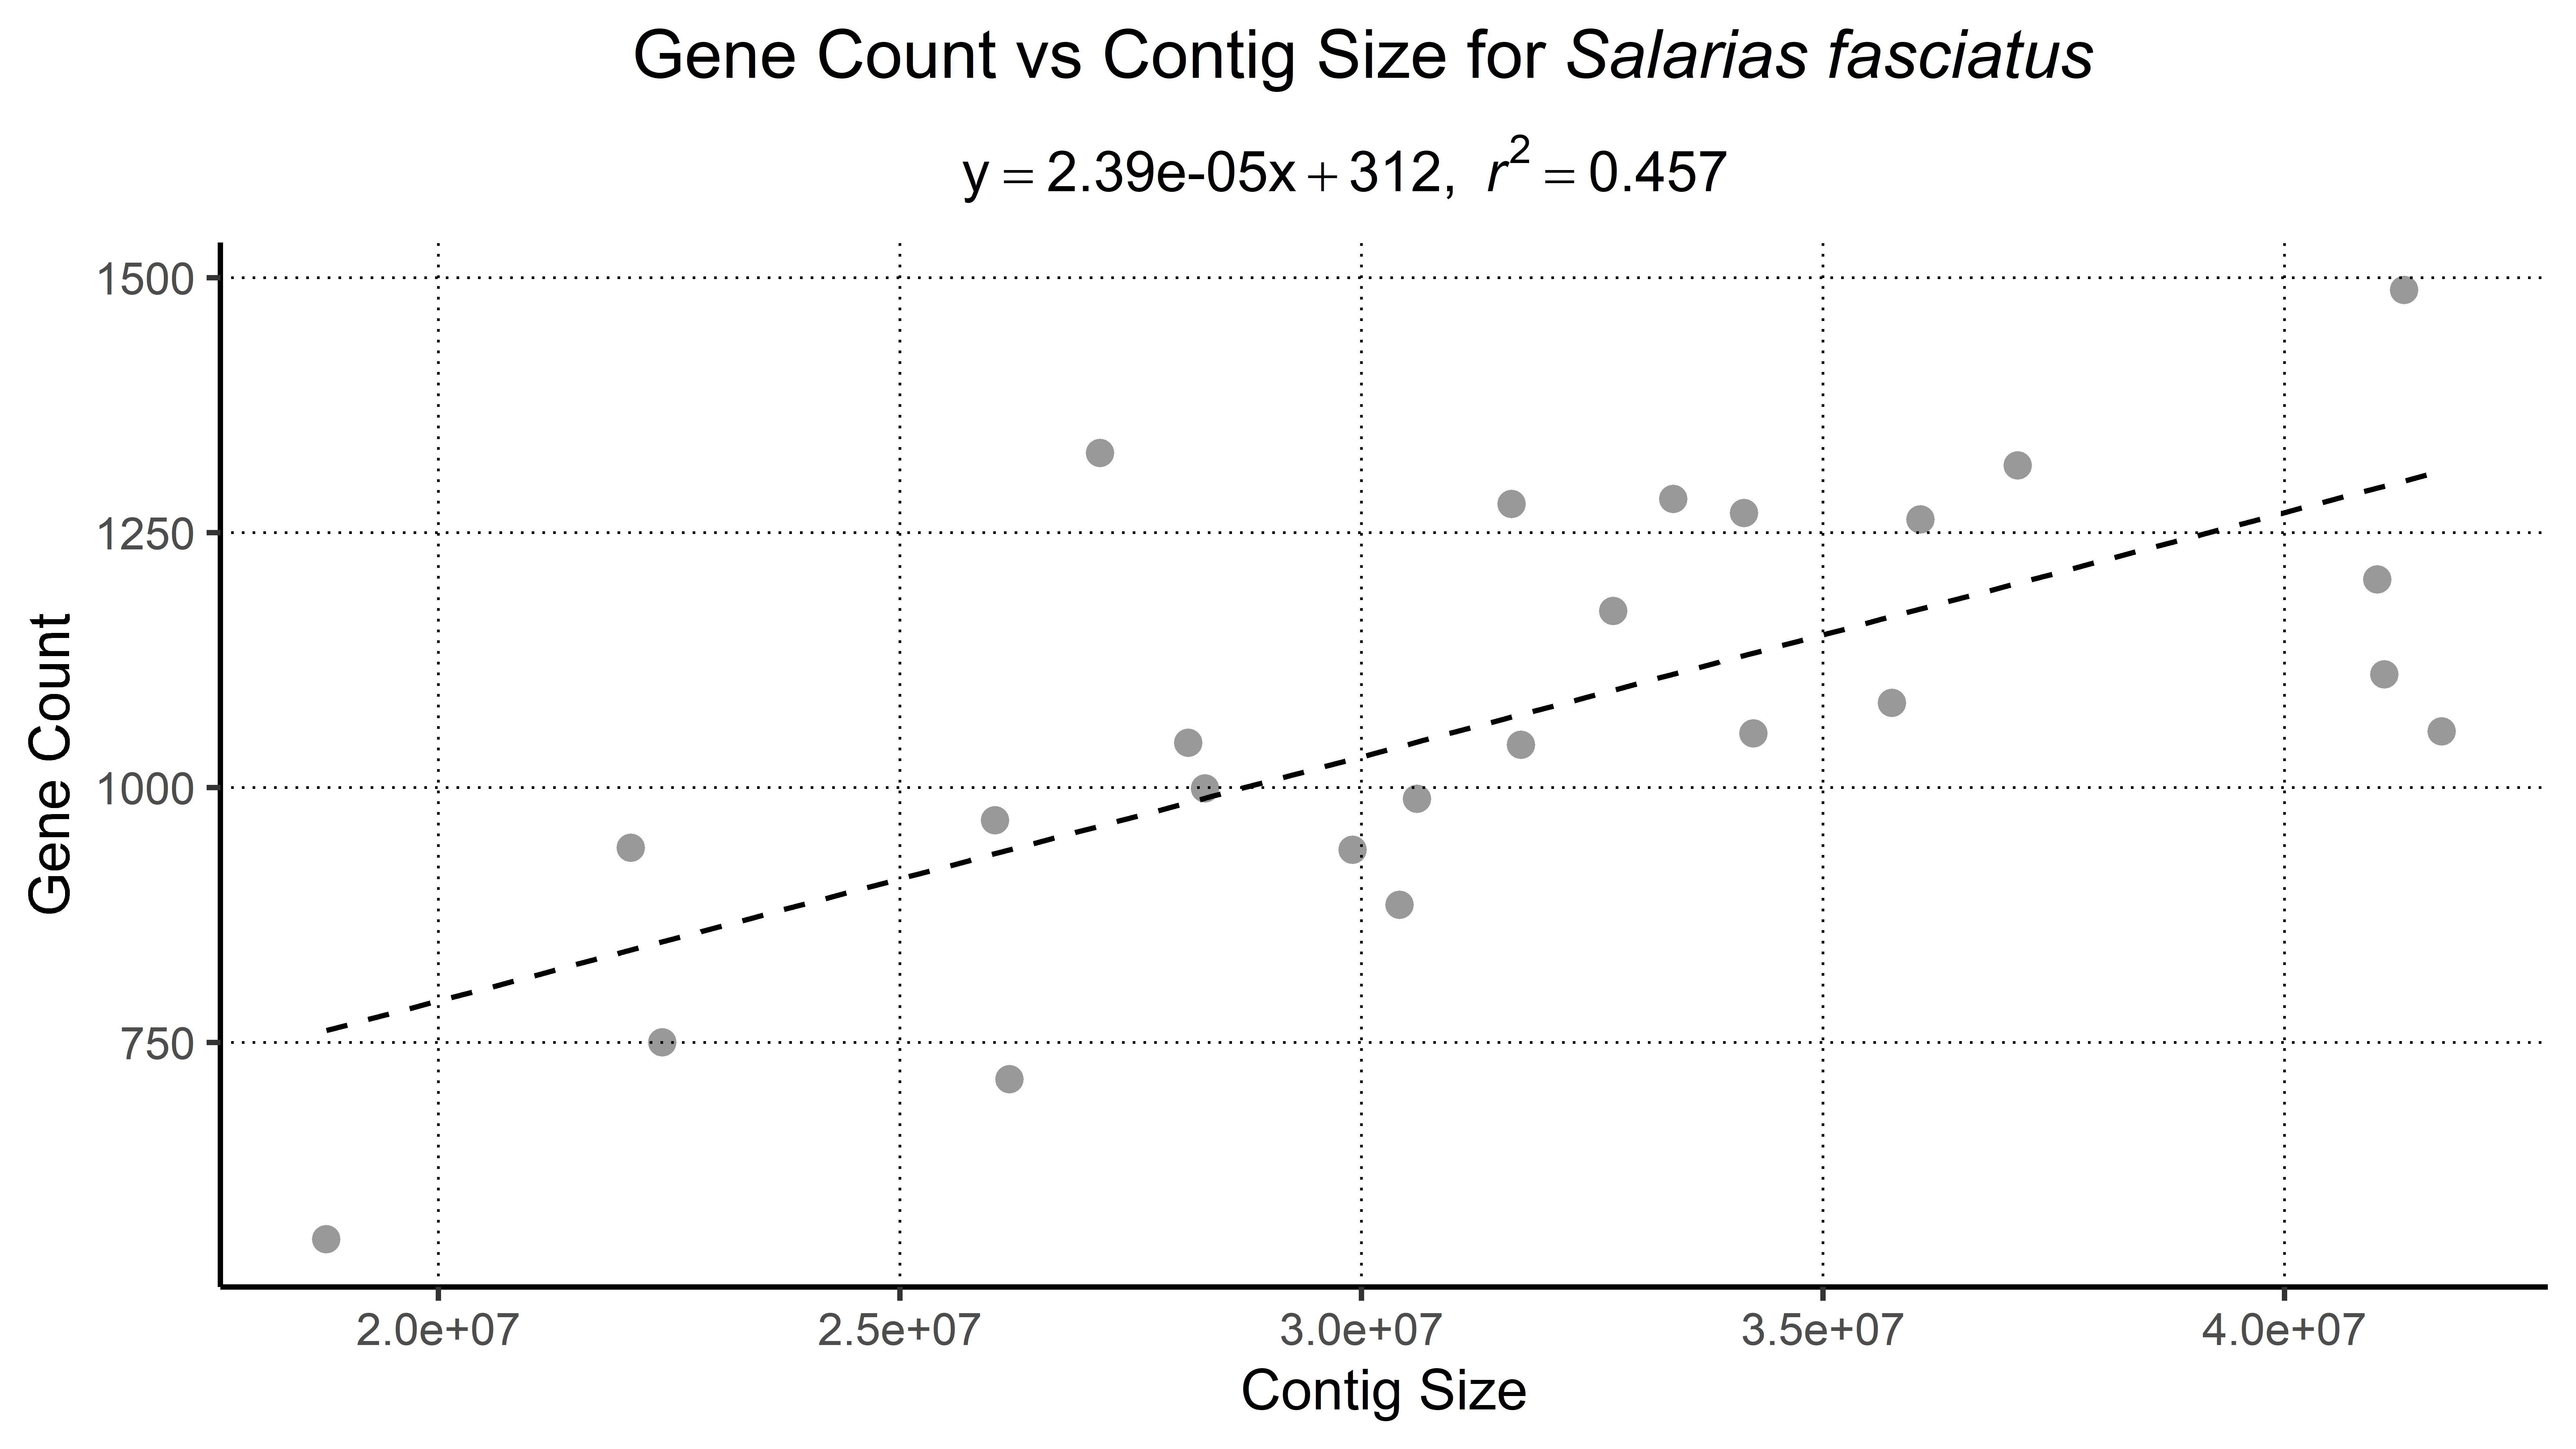 Gene Count vs Contig Size for Salarias fasciatus
y = 2.39e-05x + 312, r² = 0.457
1500
1250
1000
750
Gene Count
2.0e+07 2.5e+07 3.0e+07 3.5e+07 4.0e+07
Contig Size